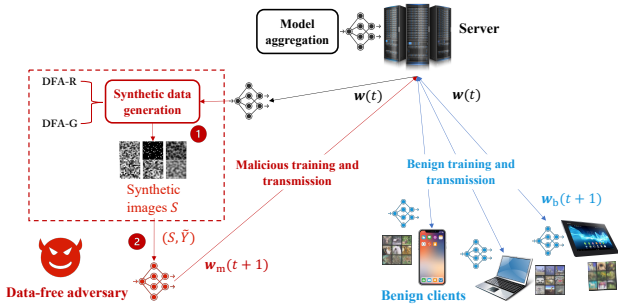 Model
aggregation
Server
DFA-R
DFA-G
Synthetic data
generation
1
w(t)
w(t)
Synthetic
images S
Malicious training and
transmission
Benign training and
transmission
2
(S, Ỹ)
w_m(t+1)
w_b(t+1)
Data-free adversary
Benign clients